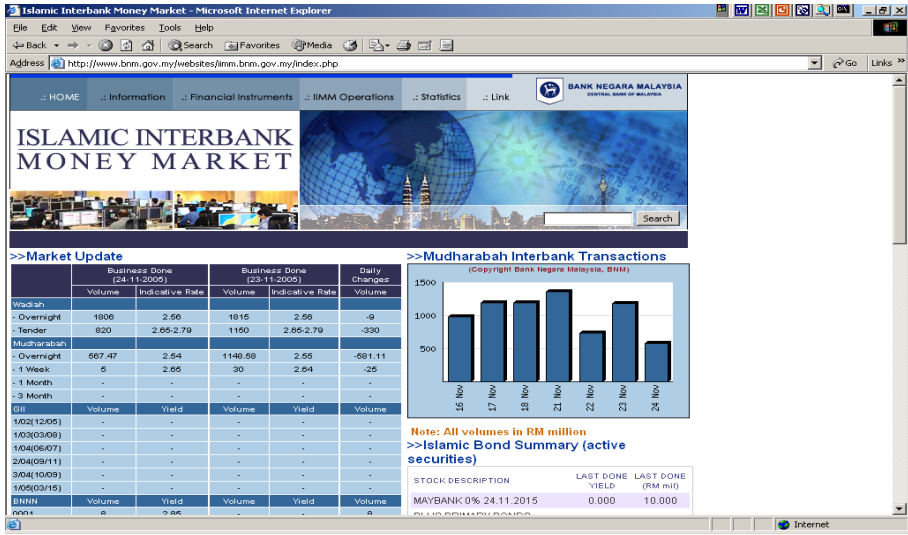 Islamic Interbank Money Market - Microsoft Internet Explorer
File Edit View Favorites Tools Help
Back Search Favorites Media
Address http://www.bnm.gov.my/websites/iimm.bnm.gov.my/index.php Go Links »
.: HOME .: Information .: Financial Instruments .: IIMM Operations .: Statistics .: Link
BANK NEGARA MALAYSIA
CENTRAL BANK OF MALAYSIA
ISLAMIC INTERBANK
MONEY MARKET
Search
>>Market Update
Business Done (24-11-2005) Business Done (23-11-2005) Daily Changes
Volume Indicative Rate Volume Indicative Rate Volume
Wadiah
- Overnight 1806 2.56 1815 2.56 -9
- Tender 820 2.65-2.79 1150 2.65-2.79 -330
Mudharabah
- Overnight 567.47 2.54 1148.58 2.55 -581.11
- 1 Week 5 2.65 30 2.64 -25
- 1 Month - - - - -
- 3 Month - - - - -
GII Volume Yield Volume Yield Volume
1/02(12/05) - - - - -
1/03(03/08) - - - - -
1/04(06/07) - - - - -
2/04(09/11) - - - - -
3/04(10/09) - - - - -
1/05(03/15) - - - - -
BNNN Volume Yield Volume Yield Volume
0001 8 2.85 - - 8
>>Mudharabah Interbank Transactions
(Copyright Bank Negara Malaysia, BNM)
1500
1000
500
16 Nov 17 Nov 18 Nov 21 Nov 22 Nov 23 Nov 24 Nov
Note: All volumes in RM million
>>Islamic Bond Summary (active
securities)
STOCK DESCRIPTION LAST DONE YIELD LAST DONE (RM mil)
MAYBANK 0% 24.11.2015 0.000 10.000
Internet